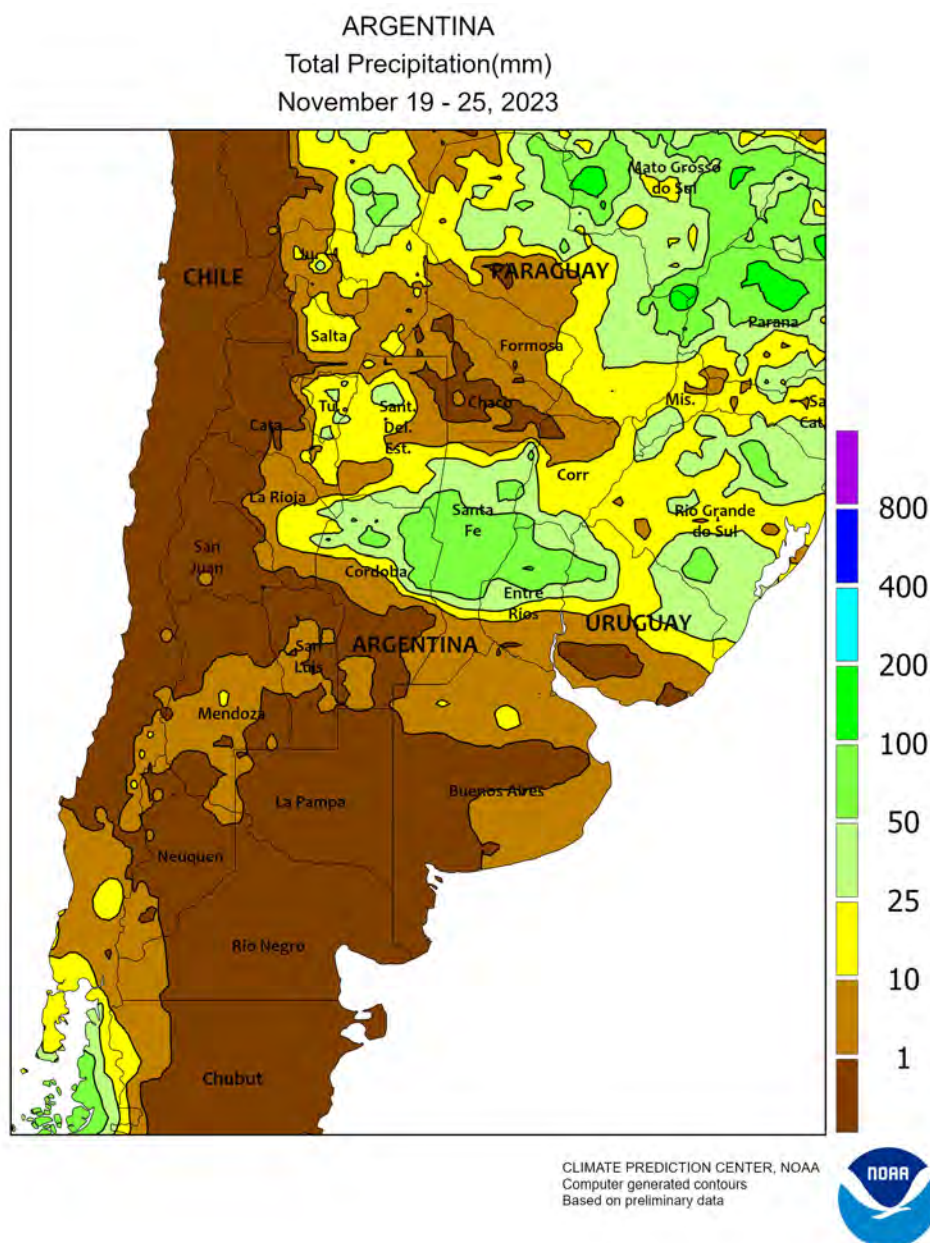 ARGENTINA
Total Precipitation(mm)
November 19 - 25, 2023
Mato Grosso
do Sul
Ju
CHILE
PARAGUAY
Parana
Salta
Formosa
Mis.
Chaco
Tu.
Sant.
Del.
Est.
Sa
Cat.
Cata
Corr
La Rioja
Santa
Fe
Rio Grande
do Sul
San
Juan
Cordoba
Entre
Rios
URUGUAY
ARGENTINA
San
Luis
Mendoza
La Pampa
Buenos Aires
Neuquen
Rio Negro
Chubut
800
400
200
100
50
25
10
1
CLIMATE PREDICTION CENTER, NOAA
Computer generated contours
Based on preliminary data
NOAA